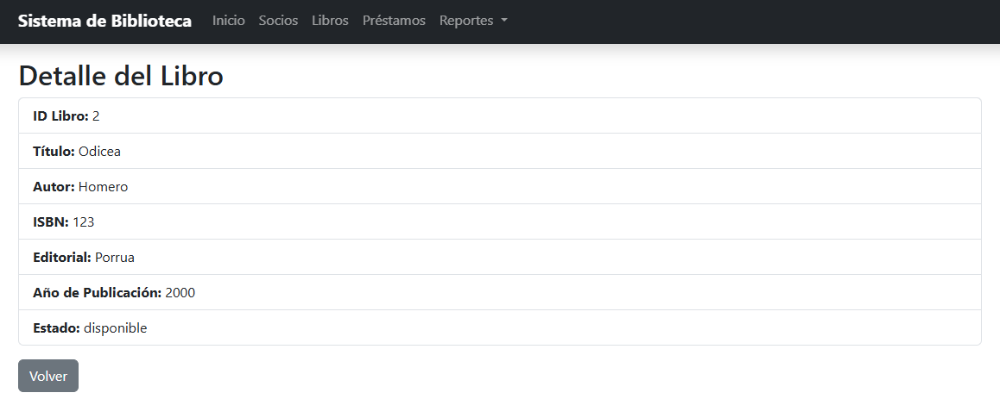 Sistema de Biblioteca Inicio Socios Libros Préstamos Reportes
Detalle del Libro
ID Libro: 2
Título: Odicea
Autor: Homero
ISBN: 123
Editorial: Porrua
Año de Publicación: 2000
Estado: disponible
Volver